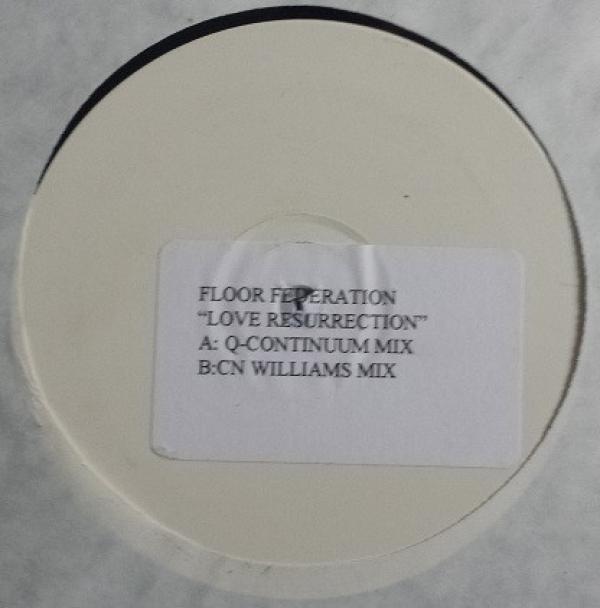 FLOOR FEDERATION
“LOVE RESURRECTION”
A: Q-CONTINUUM MIX
B:CN WILLIAMS MIX